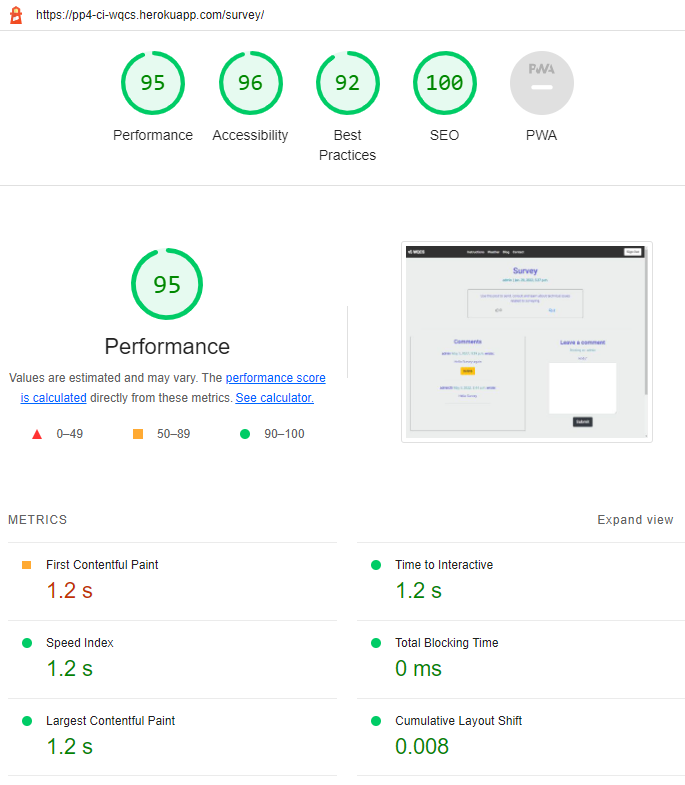 https://pp4-ci-wqcs.herokuapp.com/survey/
95
96
92
100
PWA
Performance
Accessibility
Best
Practices
SEO
PWA
95
Performance
Values are estimated and may vary. The performance score
is calculated directly from these metrics. See calculator.
0–49
50–89
90–100
WQCS
Instructions
Blog
Contact
Survey
Comments
Leave a comment
Submit
METRICS
Expand view
First Contentful Paint
1.2 s
Time to Interactive
1.2 s
Speed Index
1.2 s
Total Blocking Time
0 ms
Largest Contentful Paint
1.2 s
Cumulative Layout Shift
0.008